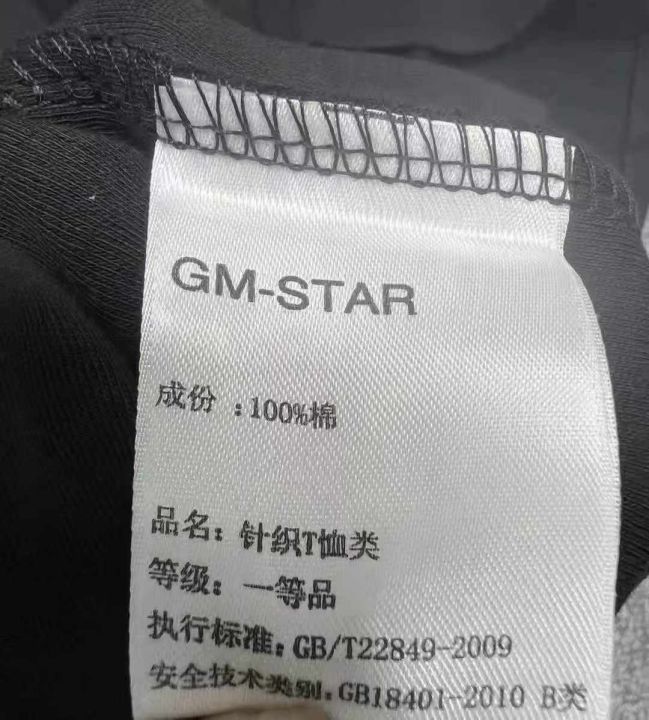 GM-STAR
成份 :100%棉
品名: 针织T恤类
等级: 一等品
执行标准: GB/T22849-2009
安全技术类别: GB18401-2010 B类